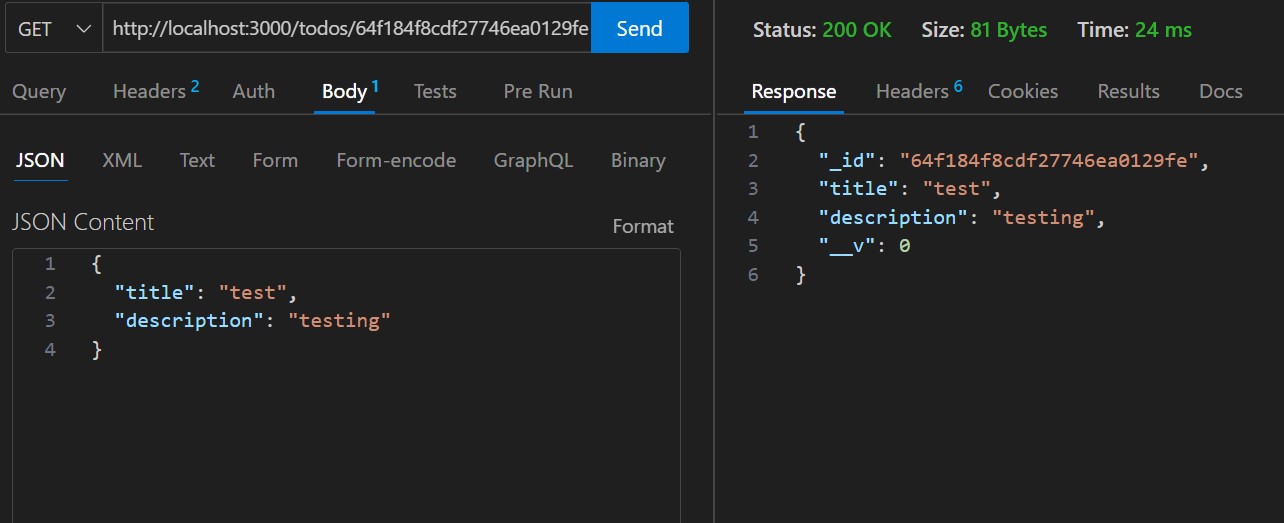 GET http://localhost:3000/todos/64f184f8cdf27746ea0129fe Send
Query Headers 2 Auth Body 1 Tests Pre Run
JSON XML Text Form Form-encode GraphQL Binary
JSON Content Format
1 {
2 "title": "test",
3 "description": "testing"
4 }
Status: 200 OK Size: 81 Bytes Time: 24 ms
Response Headers 6 Cookies Results Docs
1 {
2 "_id": "64f184f8cdf27746ea0129fe",
3 "title": "test",
4 "description": "testing",
5 "__v": 0
6 }